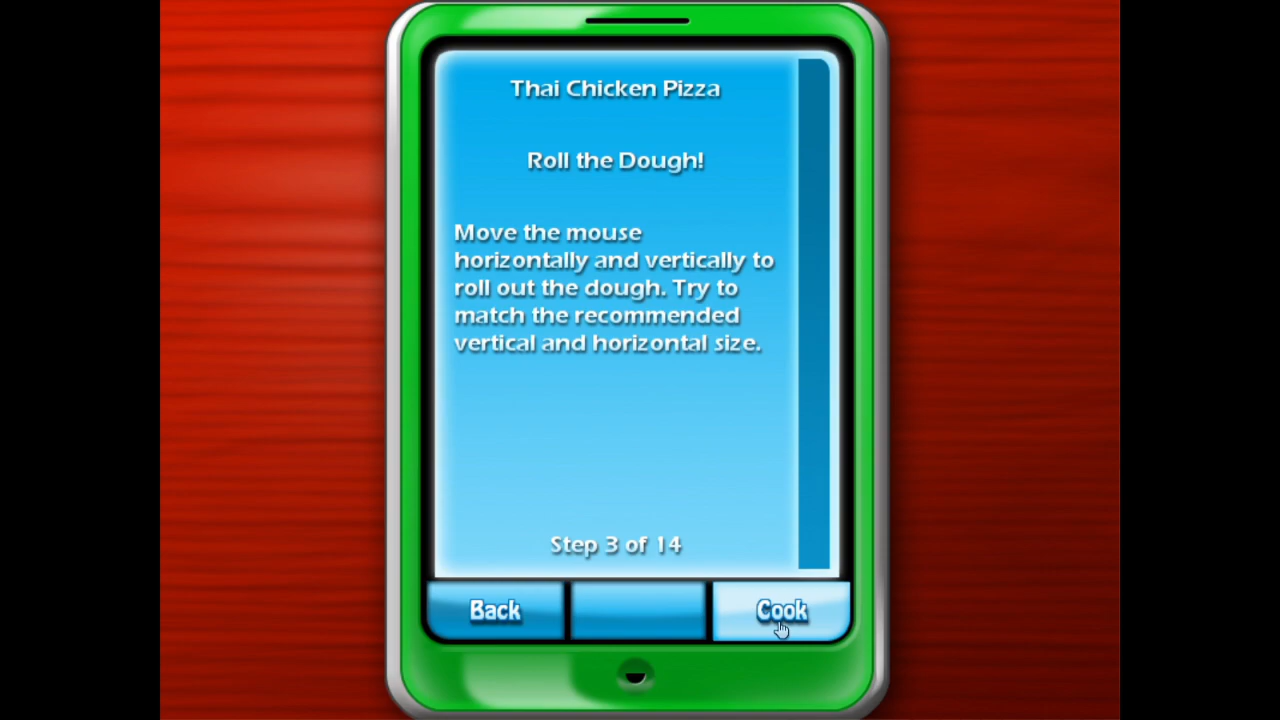 Thai Chicken Pizza
Roll the Dough!
Move the mouse
horizontally and vertically to
roll out the dough. Try to
match the recommended
vertical and horizontal size.
Step 3 of 14
Back
Cook